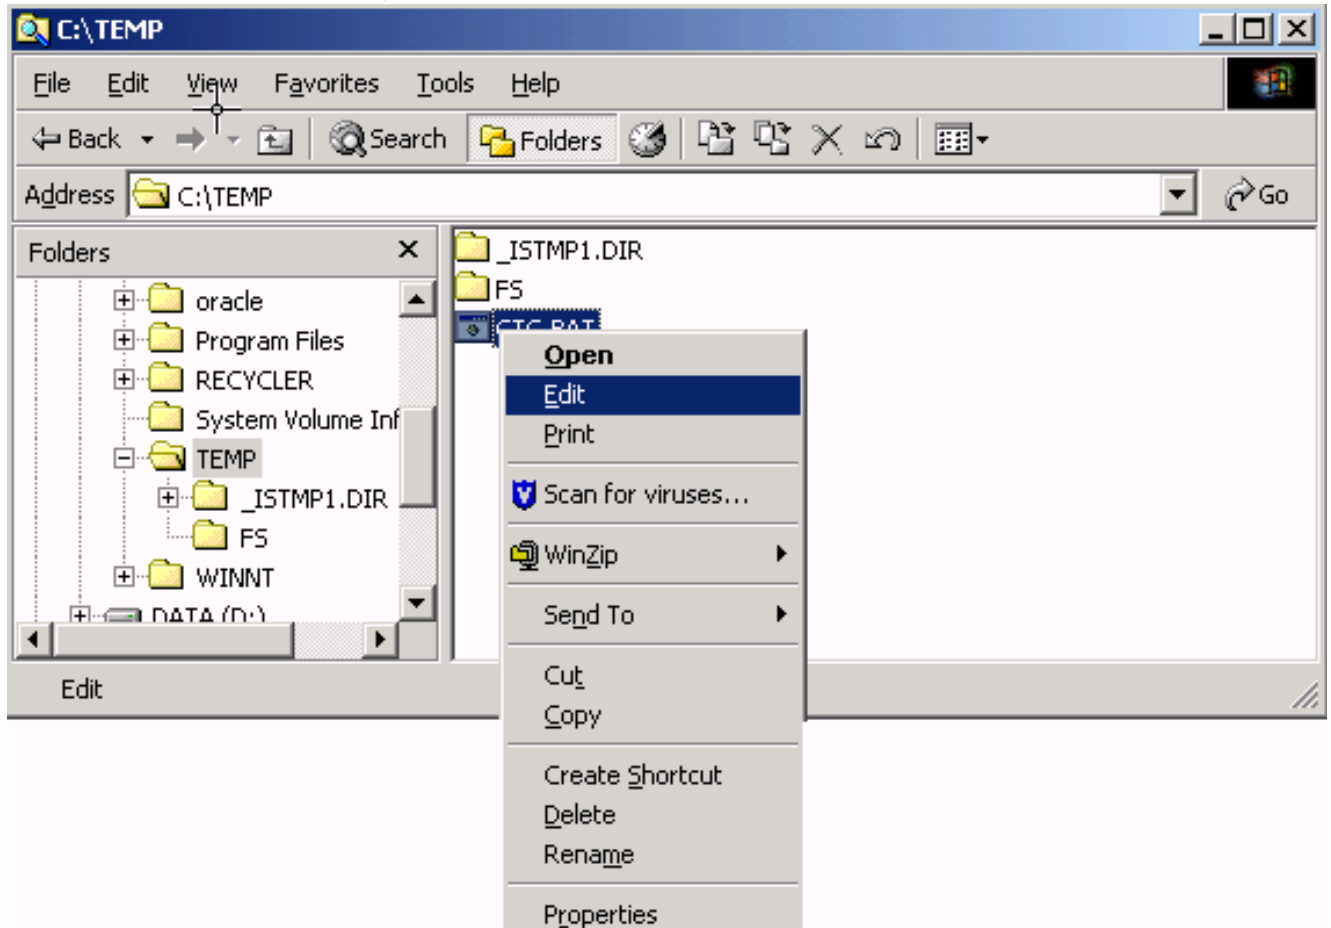 C:\TEMP
File Edit View Favorites Tools Help
Back Search Folders
Address C:\TEMP Go
Folders
oracle
Program Files
RECYCLER
System Volume Inf
TEMP
_ISTMP1.DIR
FS
WINNT
DATA (D:)
_ISTMP1.DIR
FS
Open
Edit
Print
Scan for viruses...
WinZip
Send To
Cut
Copy
Create Shortcut
Delete
Rename
Properties
Edit